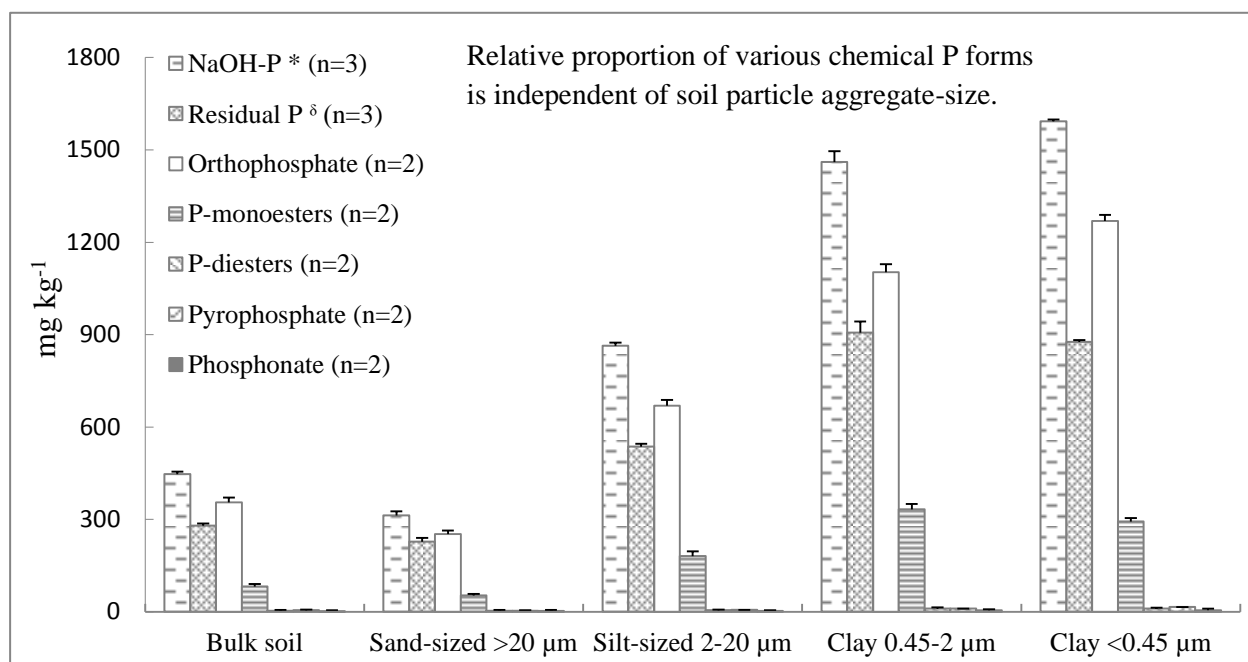 Relative proportion of various chemical P forms
is independent of soil particle aggregate-size.
NaOH-P * (n=3)
Residual P δ (n=3)
Orthophosphate (n=2)
P-monoesters (n=2)
P-diesters (n=2)
Pyrophosphate (n=2)
Phosphonate (n=2)
mg kg-1
1800
1500
1200
900
600
300
0
Bulk soil
Sand-sized >20 µm
Silt-sized 2-20 µm
Clay 0.45-2 µm
Clay <0.45 µm